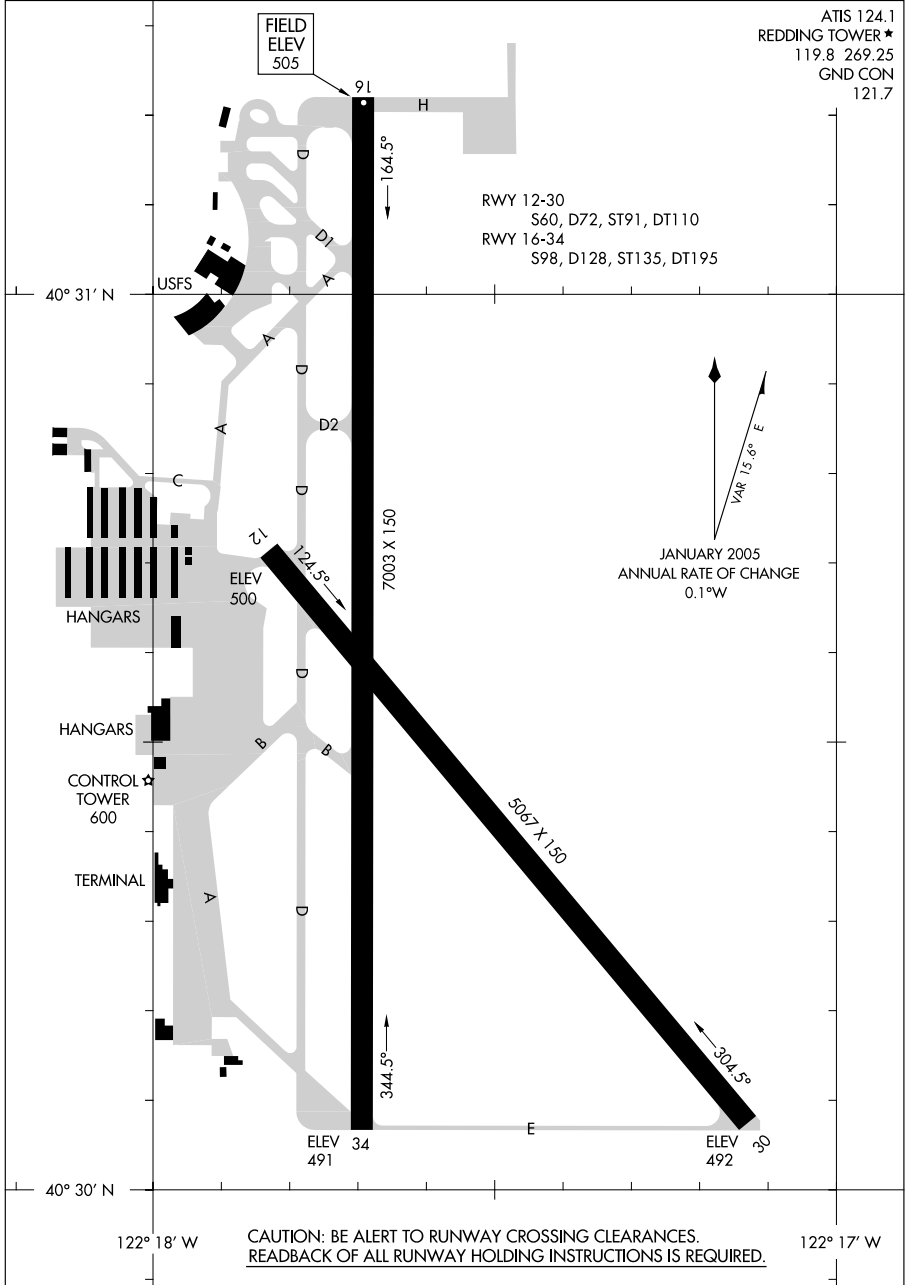 ATIS 124.1
REDDING TOWER★
119.8 269.25
GND CON
121.7
FIELD
ELEV
505
16
H
D
164.5°
RWY 12-30
S60, D72, ST91, DT110
RWY 16-34
S98, D128, ST135, DT195
D1
A
USFS
40° 31' N
A
D
D2
A
VAR 15.6° E
C
D
7003 X 150
12
124.5°
JANUARY 2005
ANNUAL RATE OF CHANGE
0.1°W
ELEV
500
HANGARS
D
HANGARS
B
B
CONTROL
TOWER
600
5067 X 150
TERMINAL
A
D
344.5°
304.5°
E
ELEV
491
34
ELEV
492
30
40° 30' N
122° 18' W
122° 17' W
CAUTION: BE ALERT TO RUNWAY CROSSING CLEARANCES.
READBACK OF ALL RUNWAY HOLDING INSTRUCTIONS IS REQUIRED.